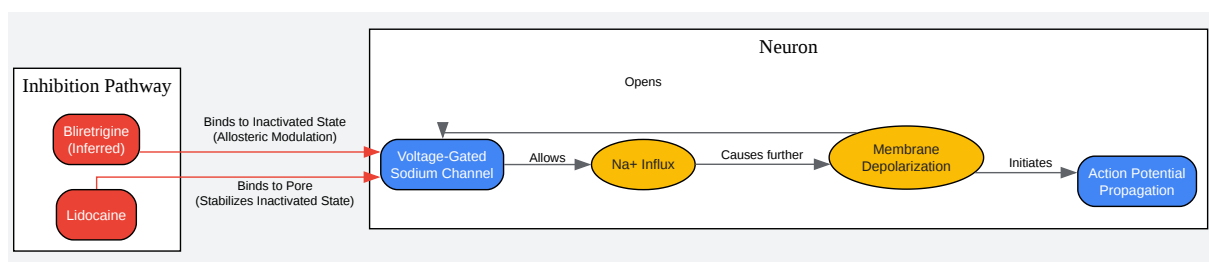 Inhibition Pathway
Bliretrigine
(Inferred)
Lidocaine
Binds to Inactivated State
(Allosteric Modulation)
Binds to Pore
(Stabilizes Inactivated State)
Neuron
Opens
Voltage-Gated
Sodium Channel
Allows
Na+ Influx
Causes further
Membrane
Depolarization
Initiates
Action Potential
Propagation